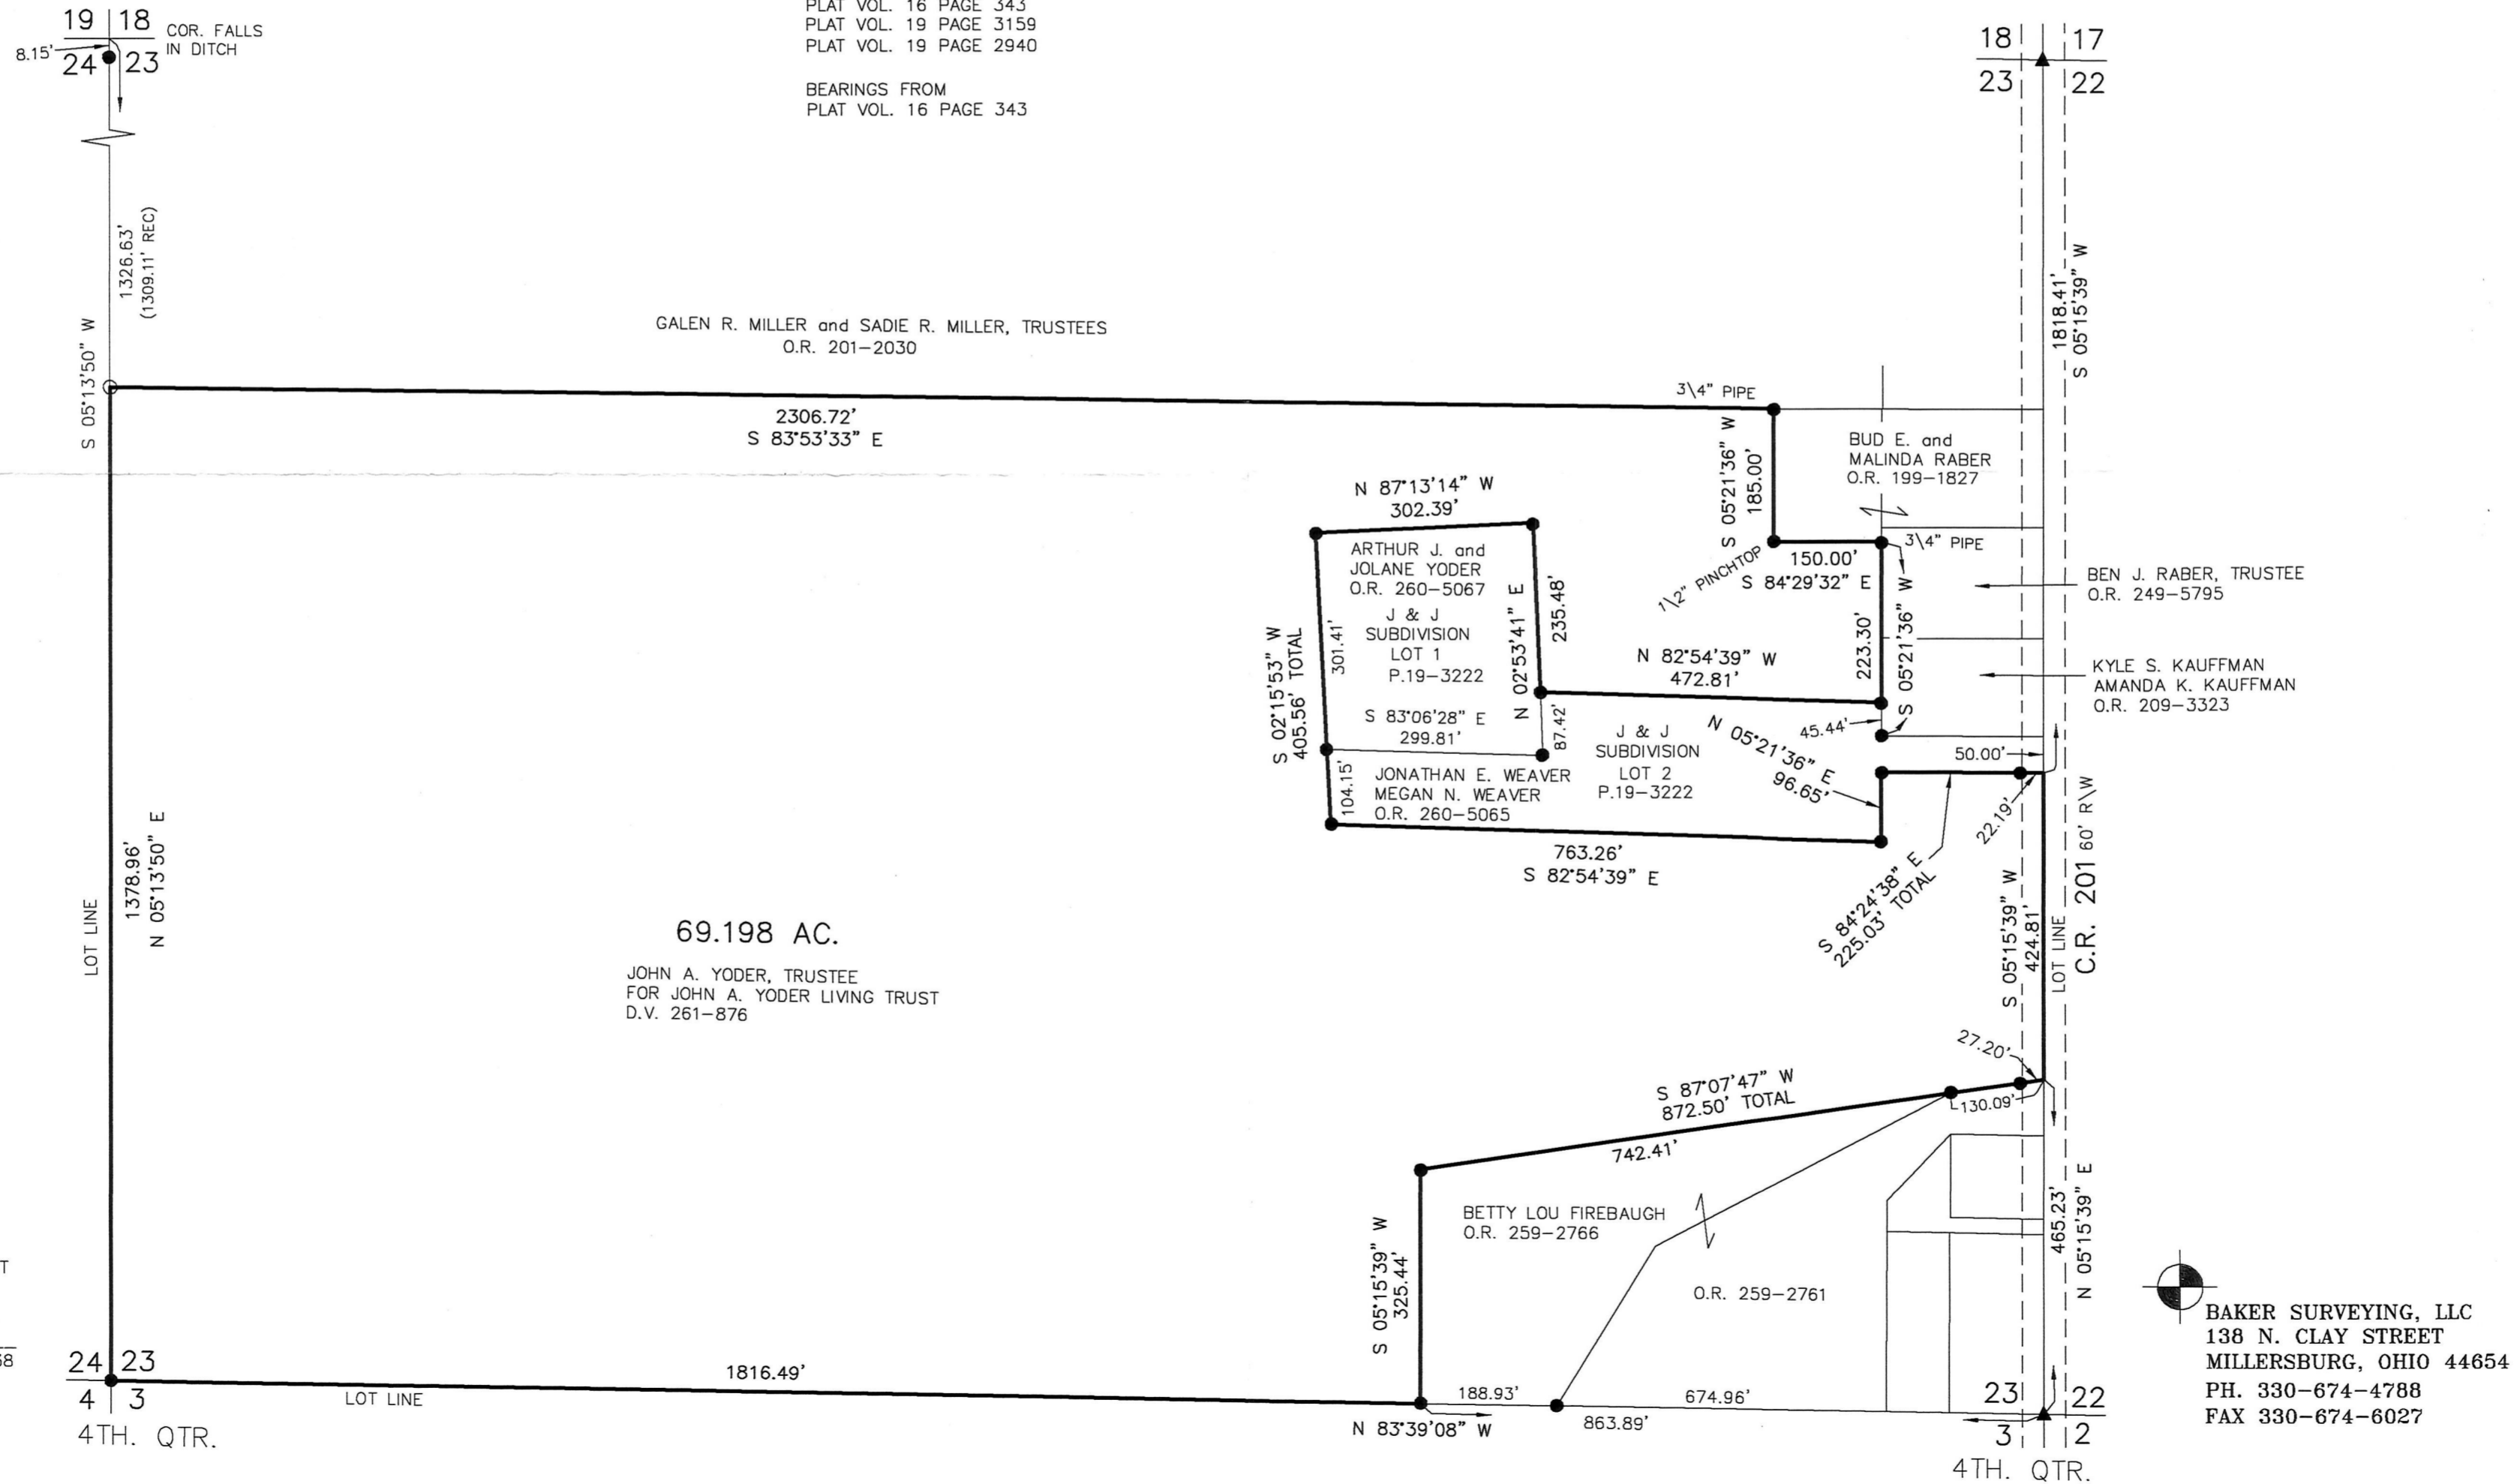 PLAT VOL. 16 PAGE 343
PLAT VOL. 19 PAGE 3159
PLAT VOL. 19 PAGE 2940
BEARINGS FROM
PLAT VOL. 16 PAGE 343
19 18
COR. FALLS
IN DITCH
8.15'
24 23
18 17
23 22
1326.63'
(1309.11' REC)
S 05°13'50" W
1818.41'
S 05°15'39" W
GALEN R. MILLER and SADIE R. MILLER, TRUSTEES
O.R. 201-2030
2306.72'
S 83°53'33" E
3\4" PIPE
S 05°21'36" W
185.00'
BUD E. and
MALINDA RABER
O.R. 199-1827
N 87°13'14" W
302.39'
1\2" PINCHTOP
150.00'
S 84°29'32" E
3\4" PIPE
BEN J. RABER, TRUSTEE
O.R. 249-5795
ARTHUR J. and
JOLANE YODER
O.R. 260-5067
J & J
SUBDIVISION
LOT 1
P.19-3222
S 02°15'53" W
405.56' TOTAL
301.41'
N 02°53'41" E
235.48'
N 82°54'39" W
472.81'
223.30'
S 05°21'36" W
KYLE S. KAUFFMAN
AMANDA K. KAUFFMAN
O.R. 209-3323
S 83°06'28" E
299.81'
87.42'
J & J
SUBDIVISION
LOT 2
P.19-3222
N 05°21'36" E
96.65'
45.44'
50.00'
22.19'
104.15'
JONATHAN E. WEAVER
MEGAN N. WEAVER
O.R. 260-5065
763.26'
S 82°54'39" E
S 84°24'38" E
225.03' TOTAL
S 05°15'39" W
424.81'
LOT LINE
C.R. 201 60' R\W
LOT LINE
1378.96'
N 05°13'50" E
69.198 AC.
JOHN A. YODER, TRUSTEE
FOR JOHN A. YODER LIVING TRUST
D.V. 261-876
27.20'
S 87°07'47" W
872.50' TOTAL
130.09'
742.41'
BETTY LOU FIREBAUGH
O.R. 259-2766
S 05°15'39" W
325.44'
O.R. 259-2761
465.23'
N 05°15'39" E
T
24 23
4 3
4TH. QTR.
1816.49'
LOT LINE
188.93'
674.96'
N 83°39'08" W
863.89'
23 22
3 2
4TH. QTR.
BAKER SURVEYING, LLC
138 N. CLAY STREET
MILLERSBURG, OHIO 44654
PH. 330-674-4788
FAX 330-674-6027